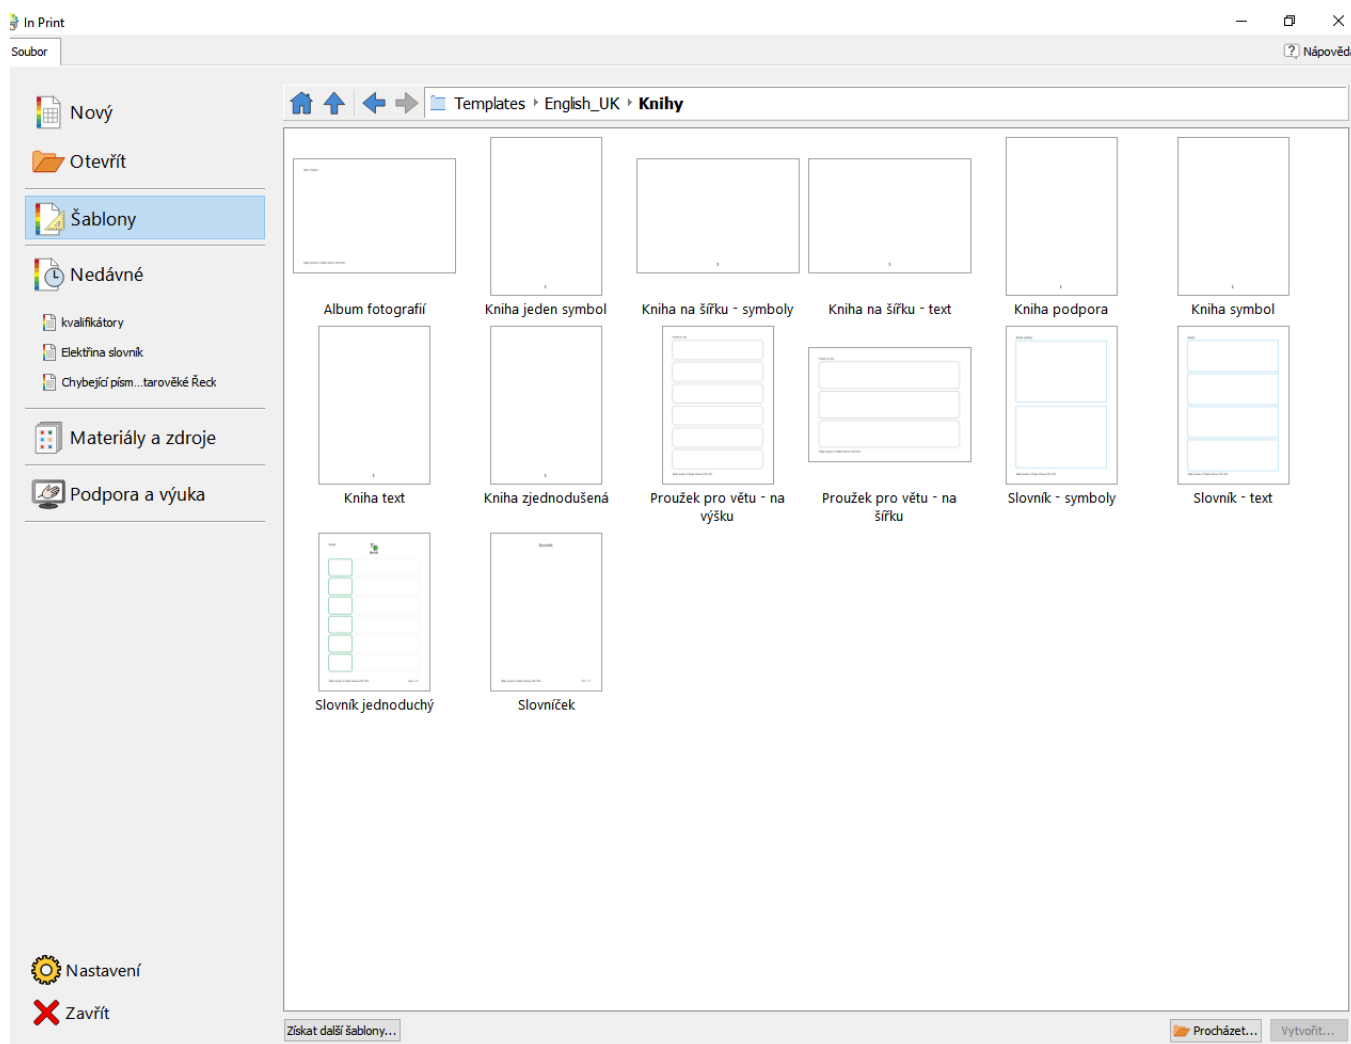 In Print
Soubor
Nápověda
Nový
Otevřít
Šablony
Nedávné
kvalifikátory
Elektřina slovník
Chybející písm...tarověké Řeck
Materiály a zdroje
Podpora a výuka
Nastavení
Zavřít
Templates English_UK Knihy
Album fotografií
Kniha jeden symbol
Kniha na šířku - symboly
Kniha na šířku - text
Kniha podpora
Kniha symbol
Kniha text
Kniha zjednodušená
Proužek pro větu - na
výšku
Proužek pro větu - na
šířku
Slovník - symboly
Slovník - text
Slovníček
Slovník jednoduchý
Slovníček
Získat další šablony...
Procházet...
Vytvořit...